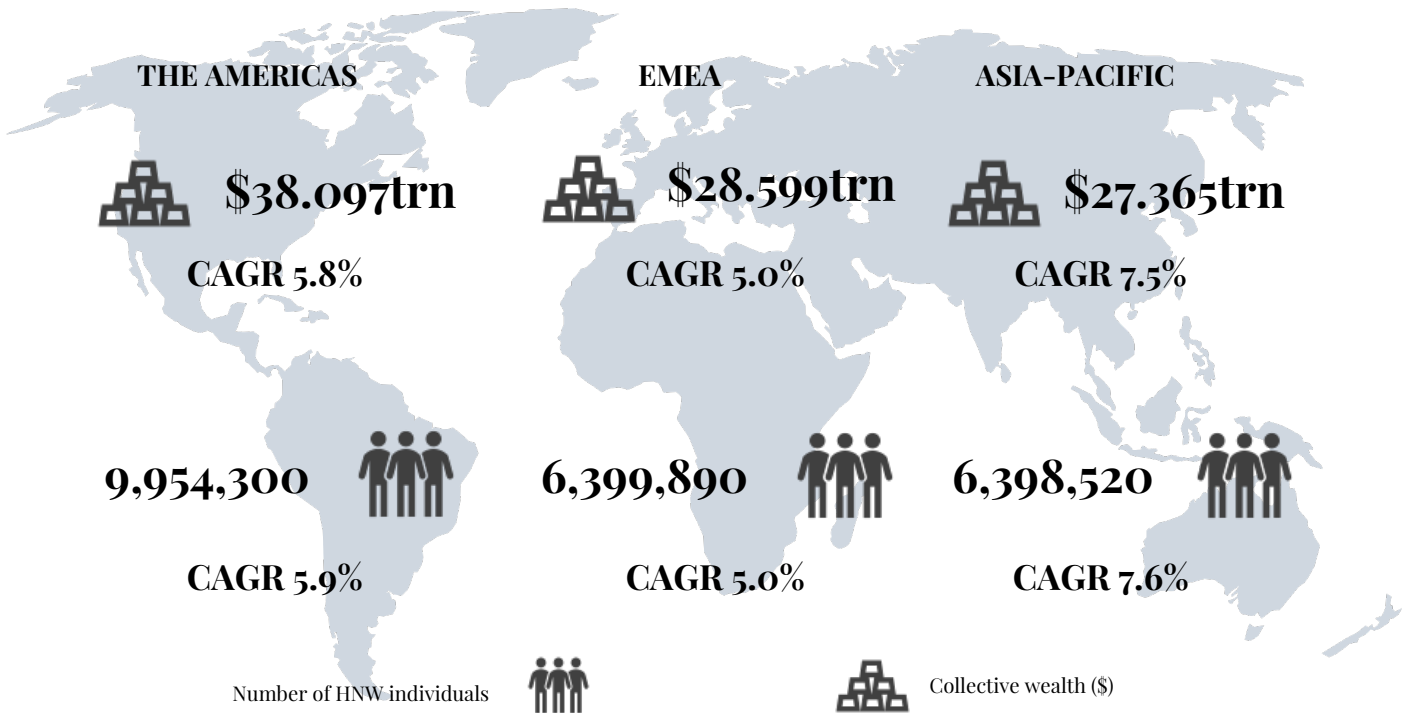 THE AMERICAS
EMEA
ASIA-PACIFIC
$38.097trn
$28.599trn
$27.365trn
CAGR 5.8%
CAGR 5.0%
CAGR 7.5%
9,954,300
6,399,890
6,398,520
CAGR 5.9%
CAGR 5.0%
CAGR 7.6%
Number of HNW individuals
Collective wealth ($)